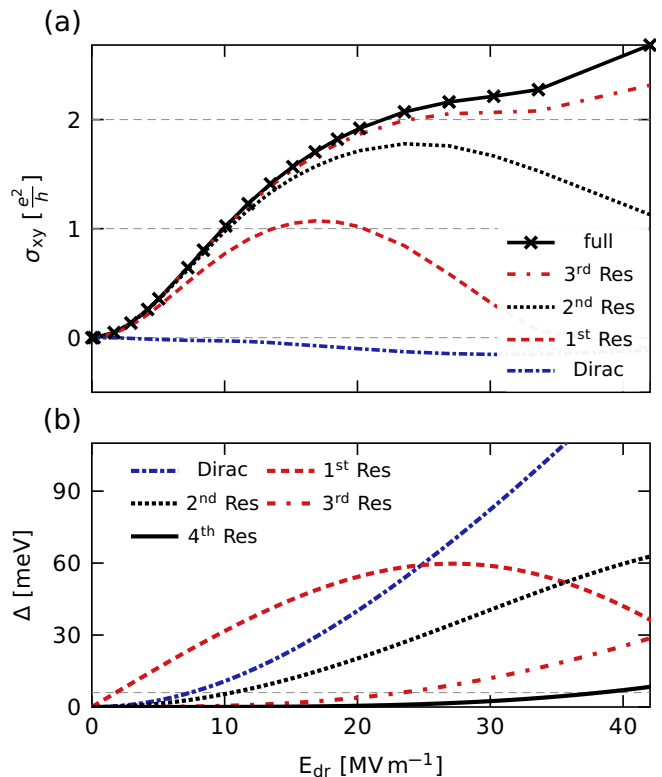 (a)
σxy [e²/h]
2
1
0
full
3rd Res
2nd Res
1st Res
Dirac
(b)
Δ [meV]
90
60
30
0
Dirac
1st Res
2nd Res
3rd Res
4th Res
0 10 20 30 40
Edr [MV m⁻¹]